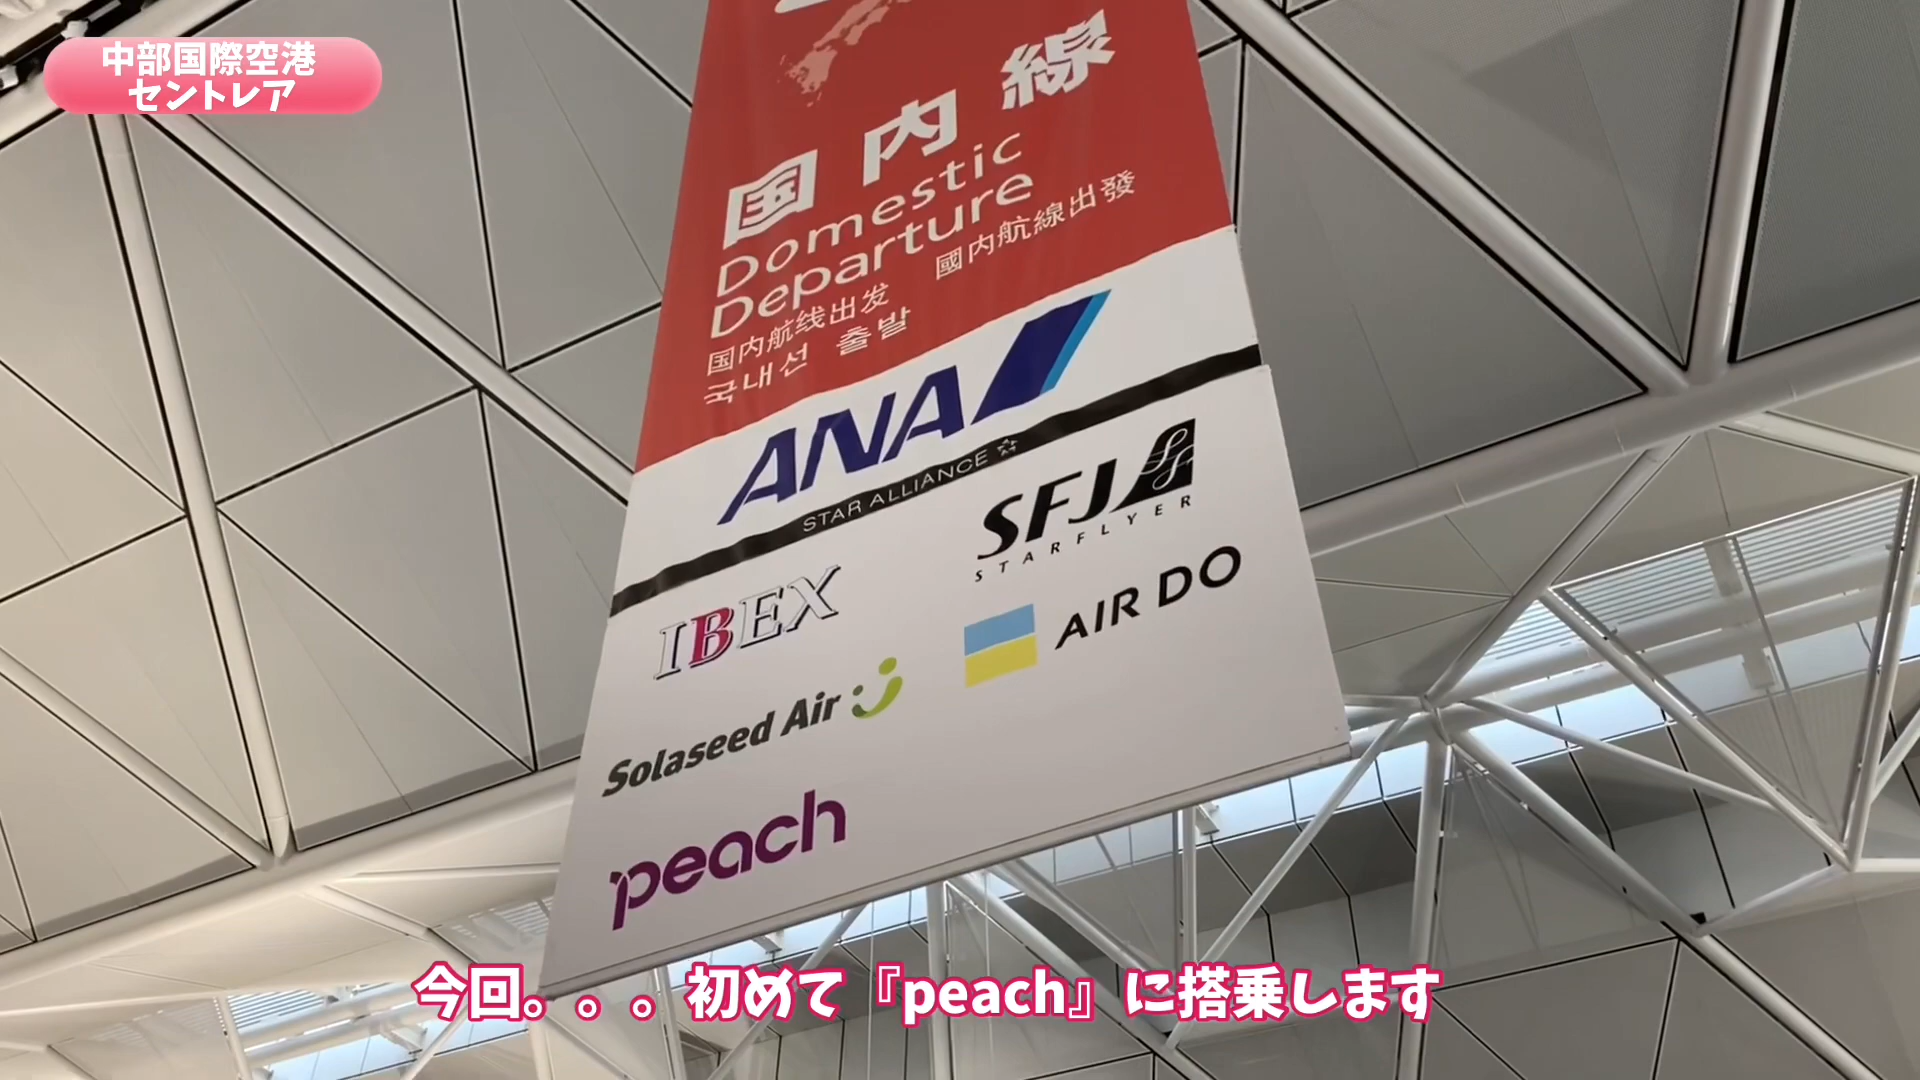 中部国際空港
セントレア
国内線
Domestic
Departure
国内航线出发 國内航線出發
국내선 출발
ANA
STAR ALLIANCE
SFJ
STARFLYER
IBEX
AIR DO
Solaseed Air
peach
今回。。。初めて『peach』に搭乗します